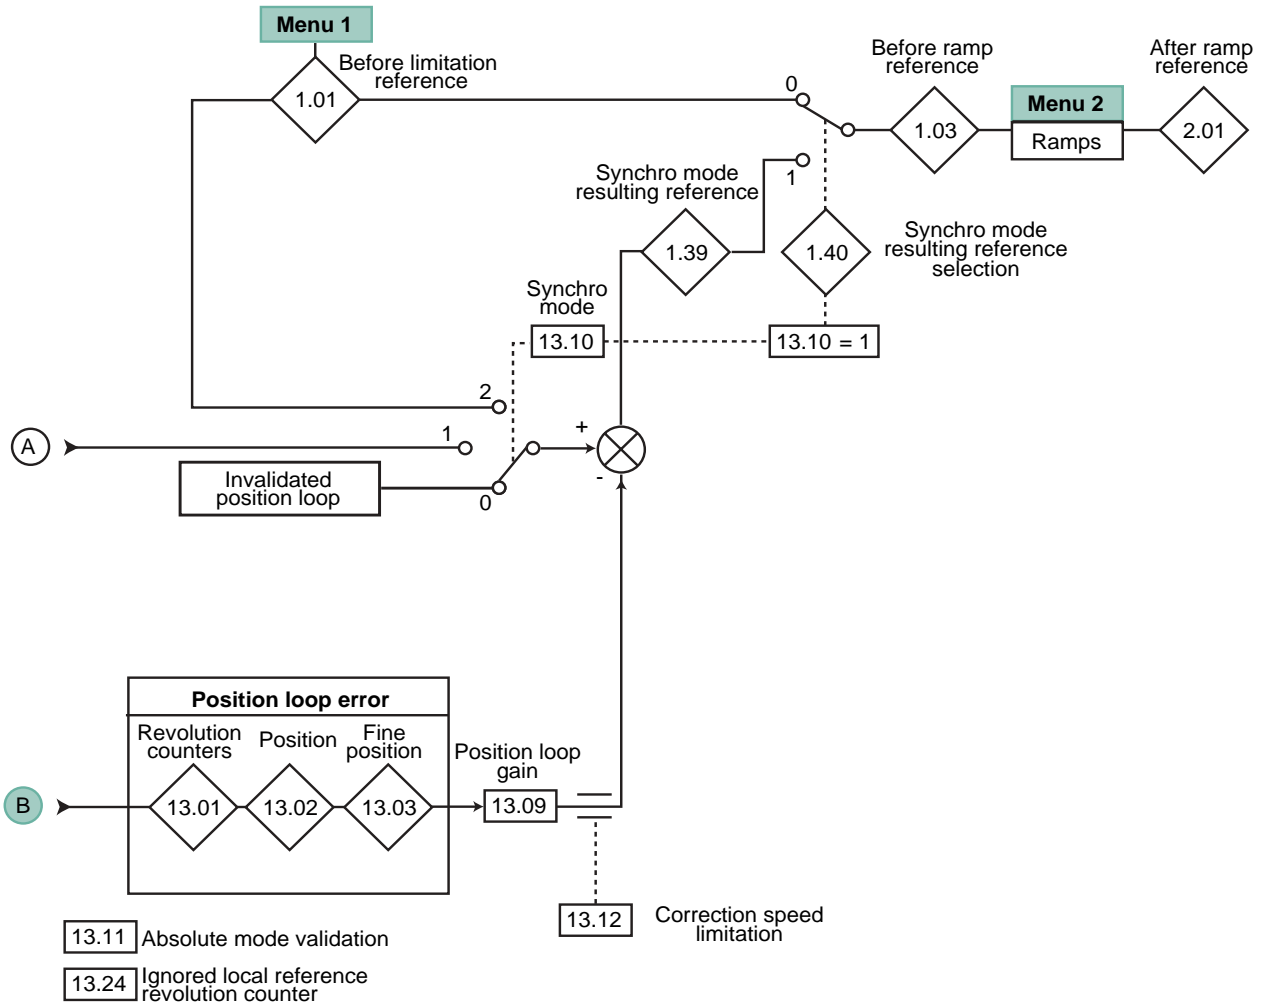 Menu 1
Before limitation
reference
1.01
0
Before ramp
reference
1.03
Menu 2
Ramps
After ramp
reference
2.01
1
Synchro mode
resulting reference
1.39
1.40
Synchro mode
resulting reference
selection
Synchro
mode
13.10
13.10 = 1
2
A
1
+
-
Invalidated
position loop
0
Position loop error
Revolution
counters
Position
Fine
position
Position loop
gain
B
13.01
13.02
13.03
13.09
13.12
Correction speed
limitation
13.11
Absolute mode validation
13.24
Ignored local reference
revolution counter